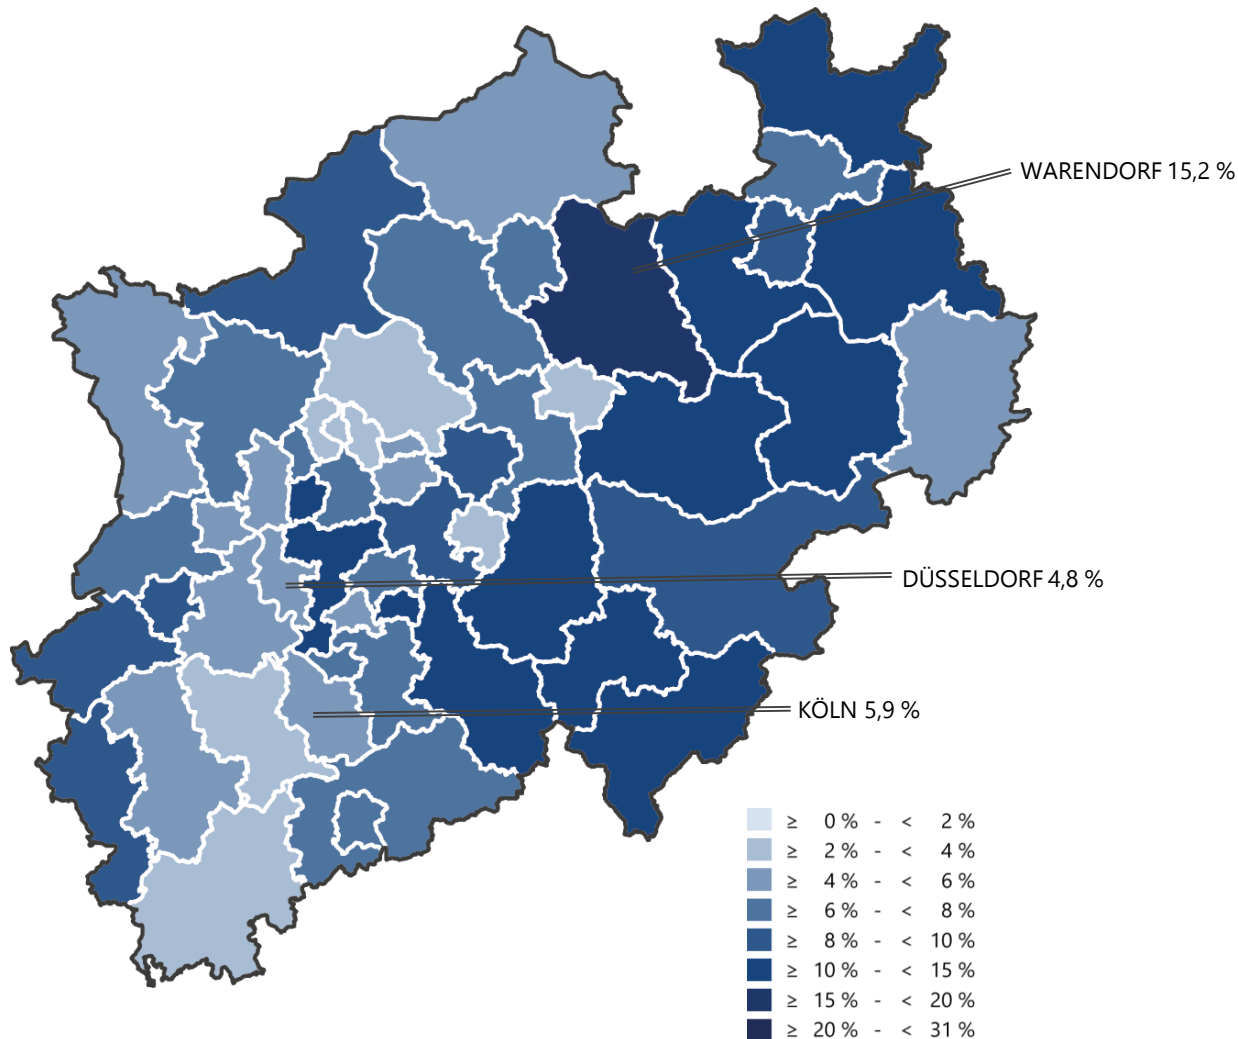 WARENDORF 15,2 %
DÜSSELDORF 4,8 %
KÖLN 5,9 %
≥ 0 % - < 2 %
≥ 2 % - < 4 %
≥ 4 % - < 6 %
≥ 6 % - < 8 %
≥ 8 % - < 10 %
≥ 10 % - < 15 %
≥ 15 % - < 20 %
≥ 20 % - < 31 %